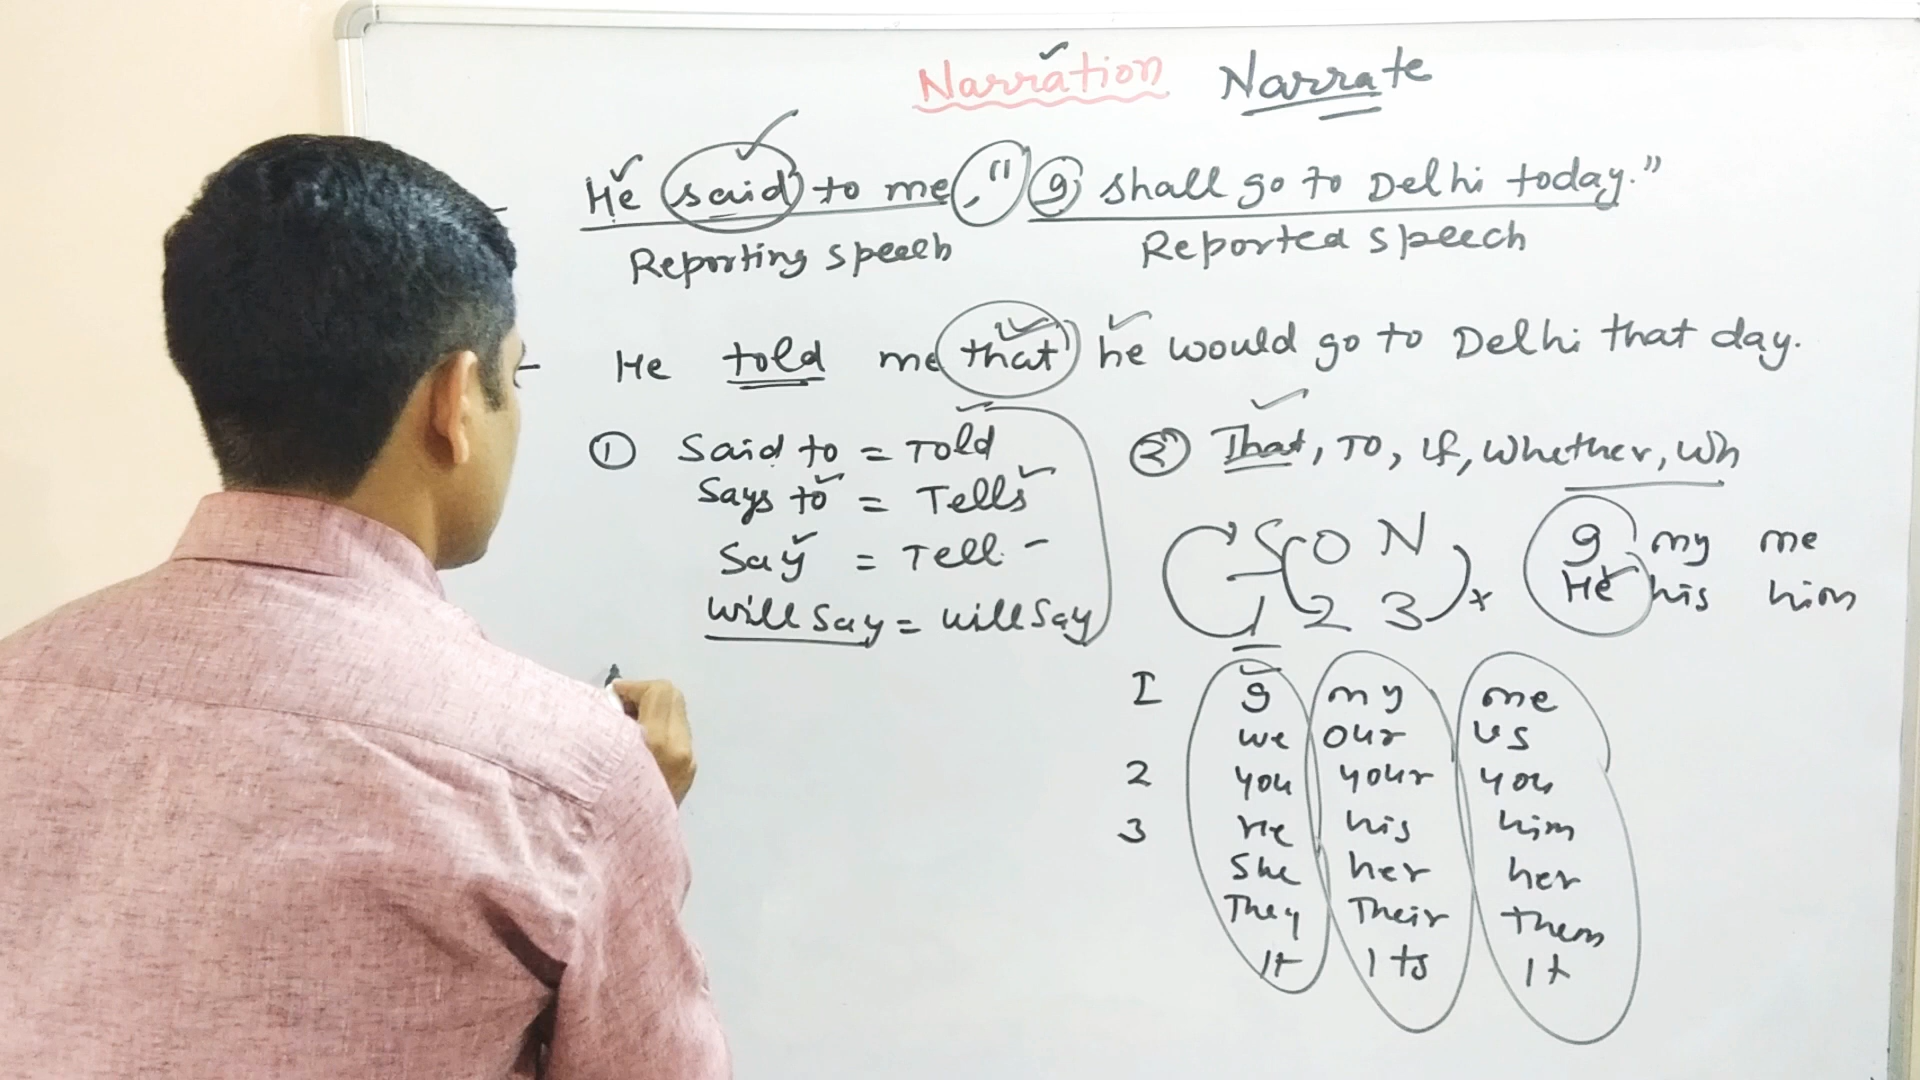 Narration Narrate
He said to me, "I shall go to Delhi today."
Reporting speech Reported speech
He told me that he would go to Delhi that day.
① Said to = Told
Says to = Tells
Say = Tell
will say = will say
② That, To, If, Whether, Wh
S O N
1 2 3 x
I my me
He his him
I I my me
we our us
2 you your you
3 He his him
She her her
They Their Them
It Its It